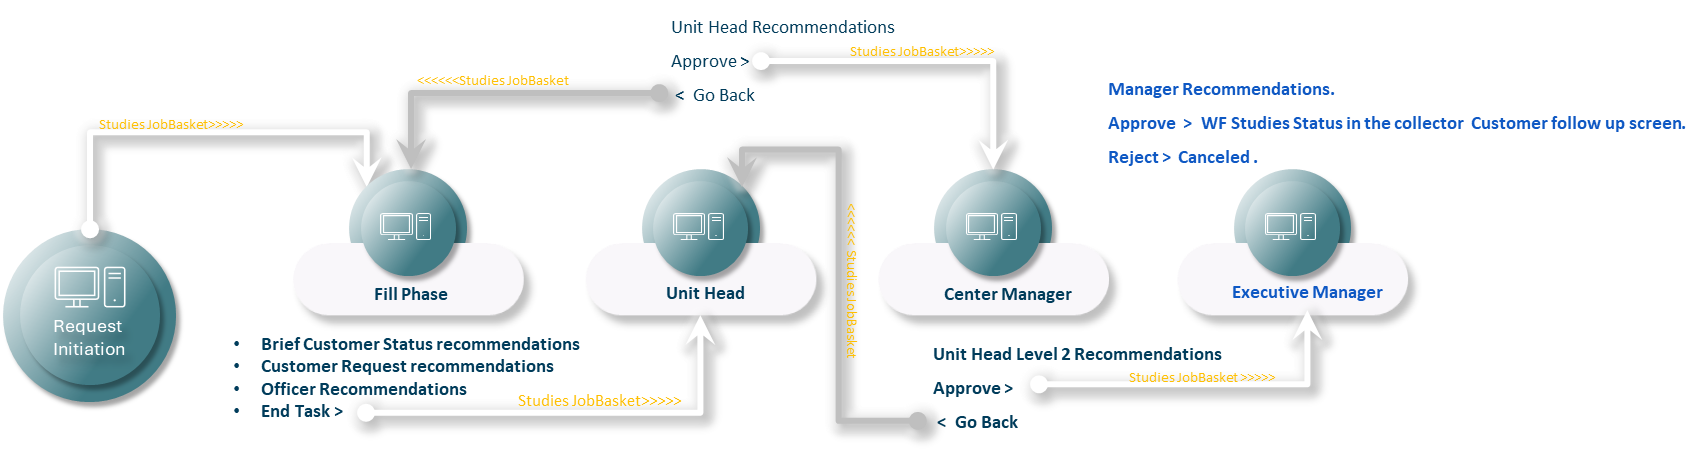 Unit Head Recommendations
Studies JobBasket>>>>>
Approve >
<<<<<<Studies JobBasket
< Go Back
Manager Recommendations.
Approve > WF Studies Status in the collector Customer follow up screen.
Reject > Canceled .
Studies JobBasket>>>>>
Request
Initiation
Fill Phase
Unit Head
Center Manager
Executive Manager
<<<<<< Studies JobBasket
• Brief Customer Status recommendations
• Customer Request recommendations
• Officer Recommendations
• End Task >
Studies JobBasket>>>>>
Unit Head Level 2 Recommendations
Approve >
Studies JobBasket >>>>>
< Go Back